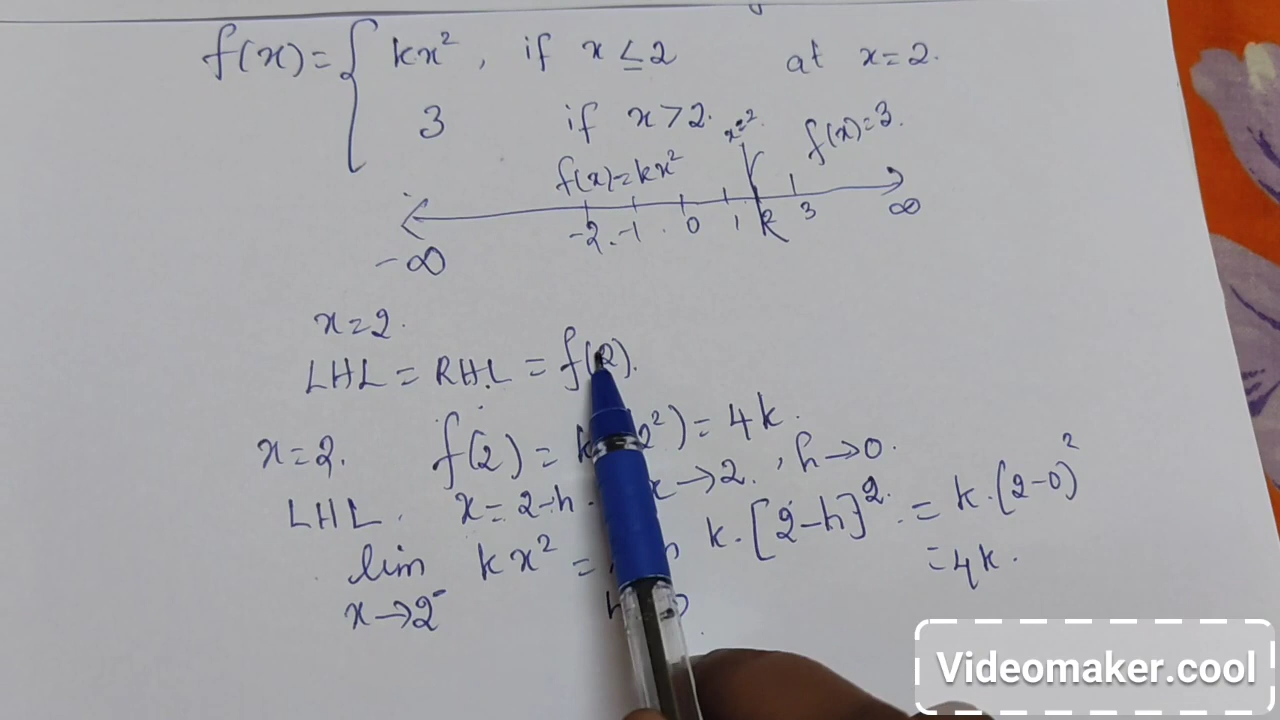 f(x)= { kx², if x ≤ 2 at x=2.
3 if x>2.
x=2. f(x)=3.
f(x)=kx²
-2 -1 0 1 2 3 ∞
-∞
x=2.
LHL = RHL = f(2).
x=2. f(2) = 2²)= 4k.
LHL. x=2-h. x→2. , h→0.
lim kx² = k.[2-h]². = k.(2-0)²
x→2⁻
=4k.
Videomaker.cool